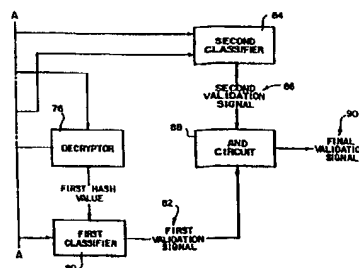 A
84
SECOND
CLASSIFIER
SECOND
VALIDATION
SIGNAL
86
76
88
90
DECRYPTOR
AND
CIRCUIT
FINAL
VALIDATION
SIGNAL
FIRST HASH
VALUE
82
A
FIRST
CLASSIFIER
FIRST
VALIDATION
SIGNAL
80